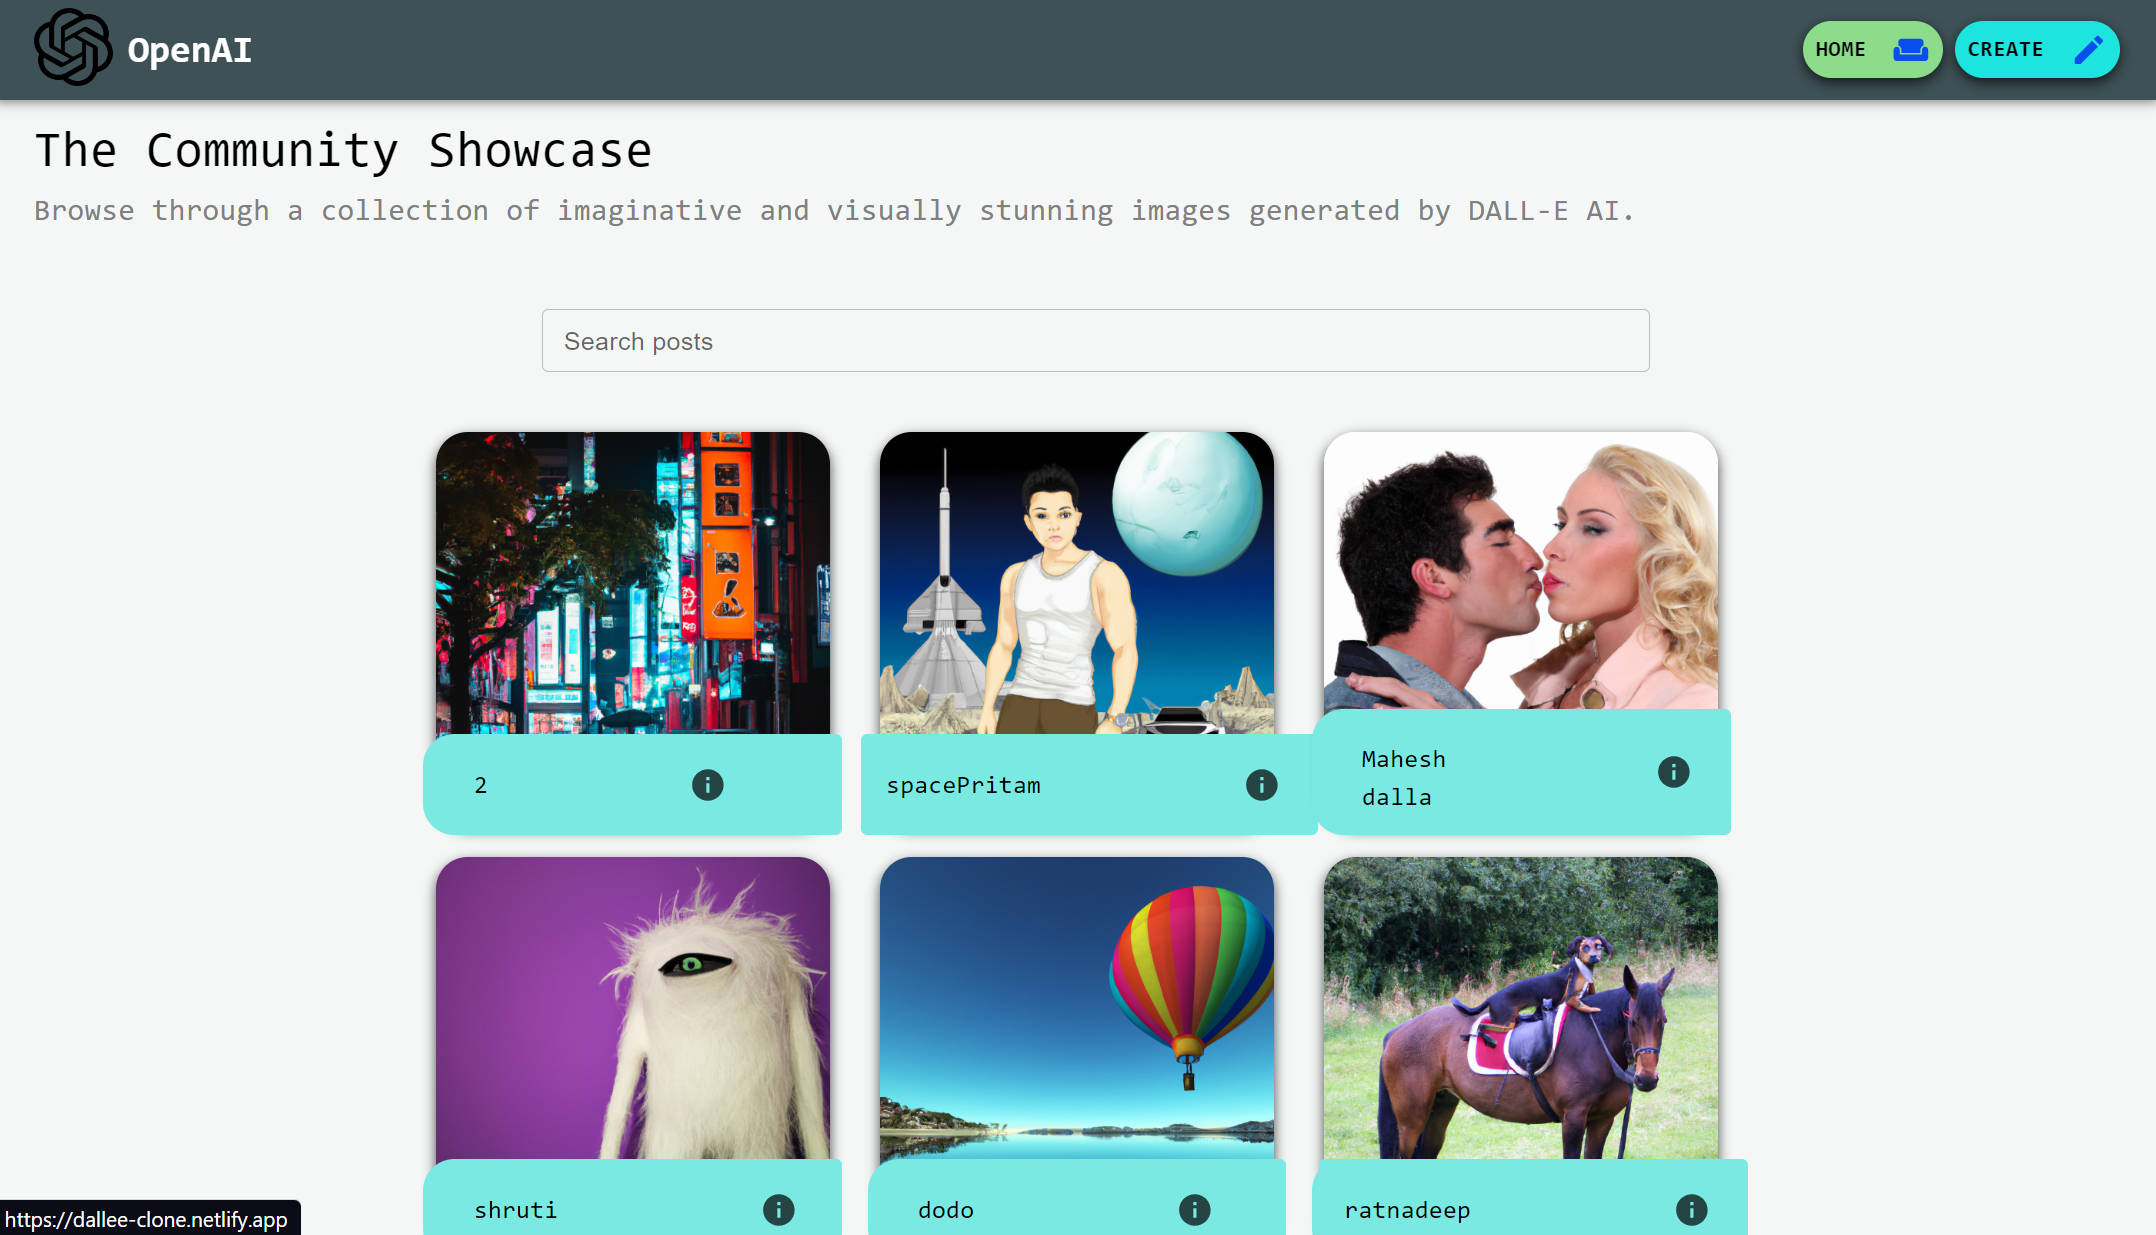 OpenAI
HOME
CREATE
The Community Showcase
Browse through a collection of imaginative and visually stunning images generated by DALL-E AI.
Search posts
2
spacePritam
Mahesh
dalla
shruti
dodo
ratnadeep
https://dallee-clone.netlify.app